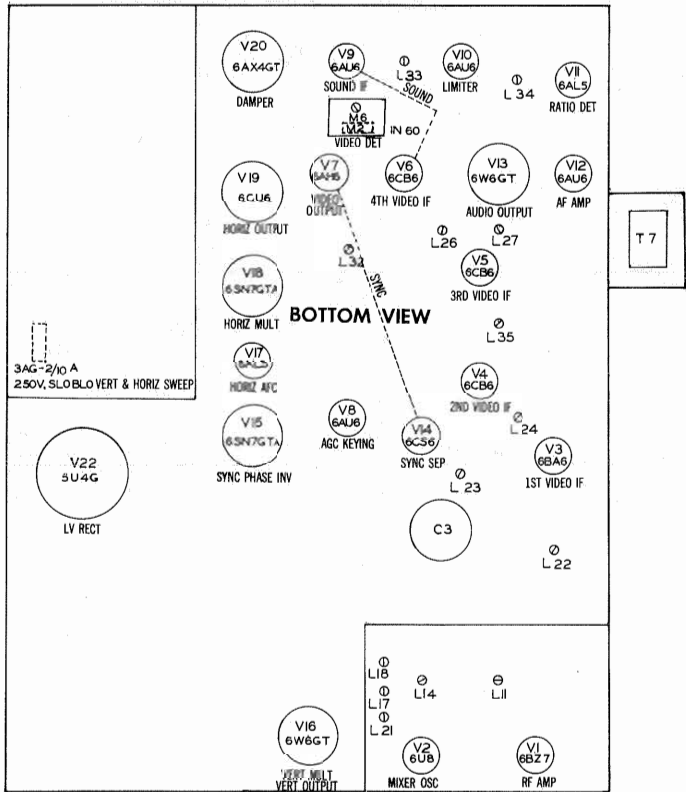 V20
6AX4GT
DAMPER
V9
6AU6
SOUND IF
L33
V10
6AU6
LIMITER
L34
V11
6AL5
RATIO DET
SOUND
M6
M2
IN 60
VIDEO DET
V19
6CU6
HORIZ OUTPUT
V7
VIDEO
OUTPUT
V6
6CB6
4TH VIDEO IF
V13
6W6GT
AUDIO OUTPUT
V12
6AU6
AF AMP
T 7
L26
L27
L32
SYNC
V5
6CB6
3RD VIDEO IF
V18
6SN7GTA
HORIZ MULT
BOTTOM VIEW
L35
3AG-2/10 A
250V, SLO BLO VERT & HORIZ SWEEP
V17
HORIZ AFC
V4
6CB6
2ND VIDEO IF
V15
6SN7GTA
SYNC PHASE INV
V8
6AU6
AGC KEYING
V14
6CS6
SYNC SEP
L24
V3
6BA6
1ST VIDEO IF
V22
5U4G
LV RECT
L23
C3
L22
L18
L17
L21
L14
L11
V16
6W6GT
VERT MULT
VERT OUTPUT
V2
6U8
MIXER OSC
V1
6BZ7
RF AMP